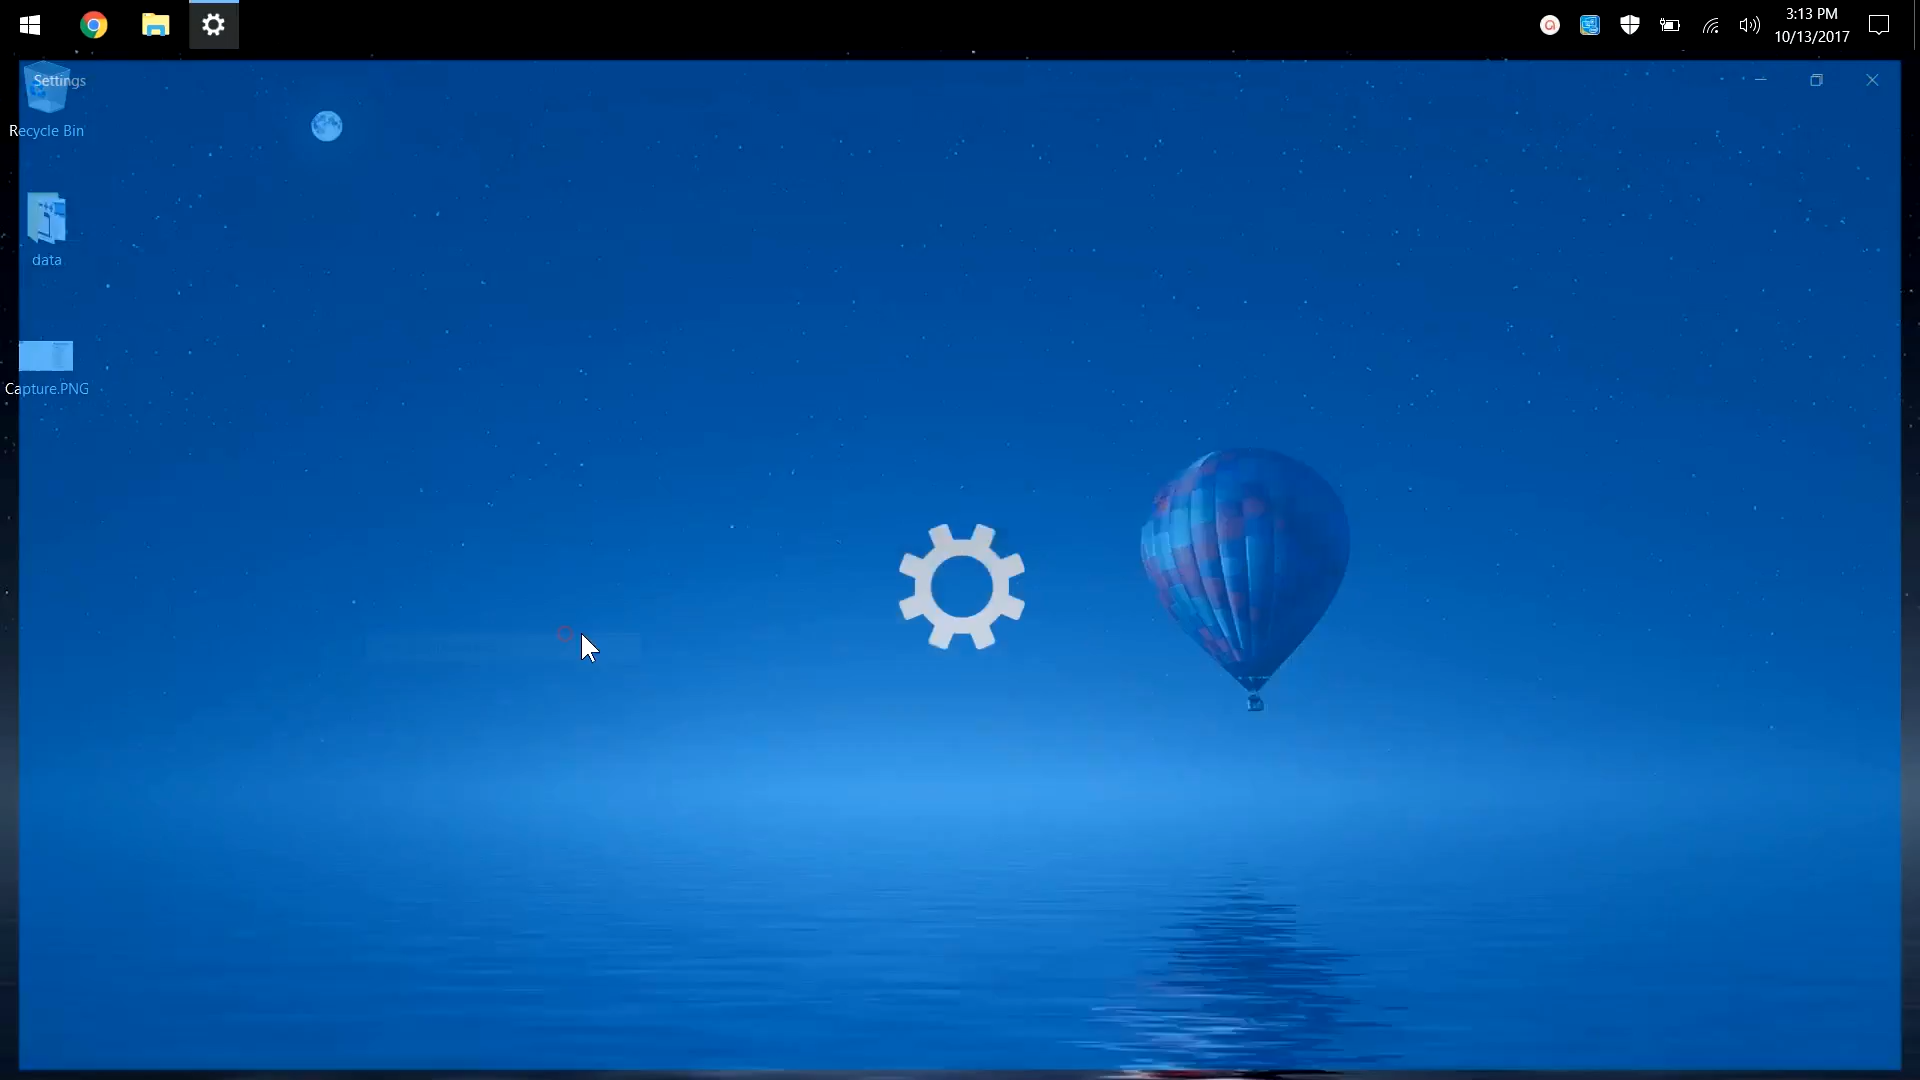 3:13 PM
10/13/2017
Settings
Recycle Bin
data
Capture.PNG